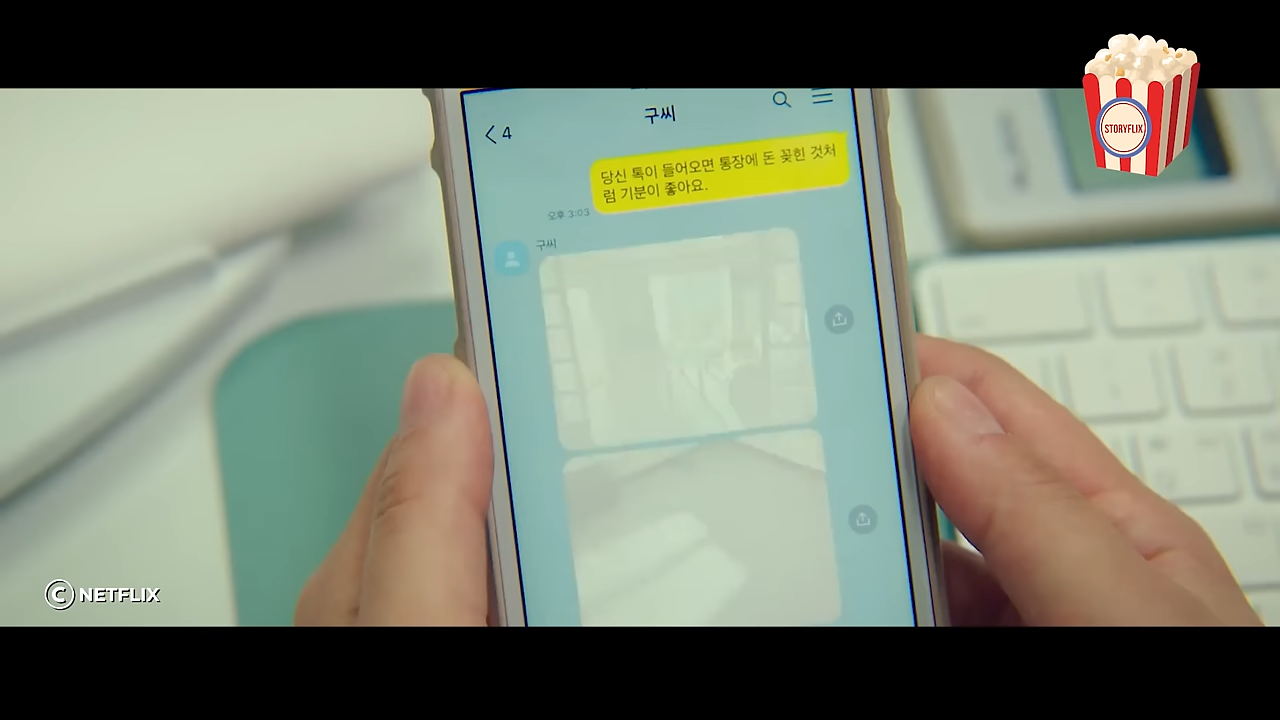 STORYFLIX
4
구씨
당신 톡이 들어오면 통장에 돈 꽂힌 것처
럼 기분이 좋아요.
오후 3:03
구씨
© NETFLIX